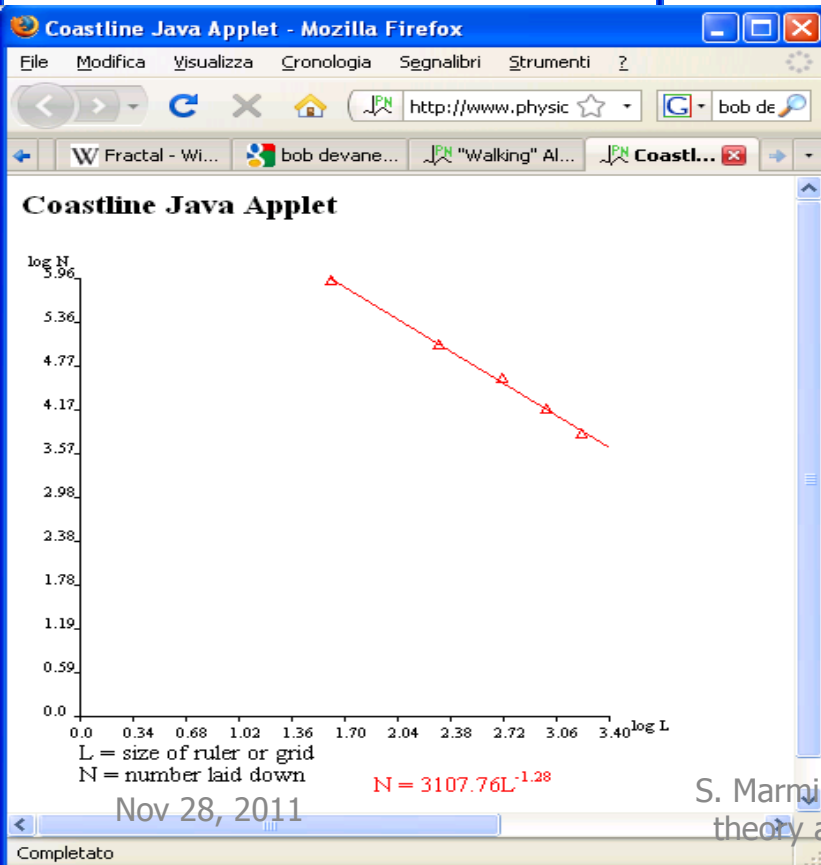 Coastline Java Applet - Mozilla Firefox
File Modifica Visualizza Cronologia Segnalibri Strumenti ?
http://www.physic G bob de
W Fractal - Wi... bob devane... "Walking" Al... Coastl...
Coastline Java Applet
log N
5.96
5.36
4.77
4.17
3.57
2.98
2.38
1.78
1.19
0.59
0.0
0.0 0.34 0.68 1.02 1.36 1.70 2.04 2.38 2.72 3.06 3.40 log L
L = size of ruler or grid
N = number laid down
N = 3107.76L^-1.28
Nov 28, 2011
S. Marmi
theory a
Completato